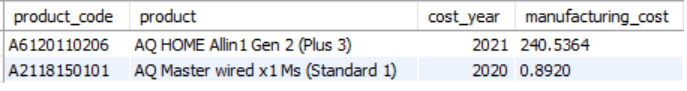 product_code product cost_year manufacturing_cost
A6120110206 AQ HOME Allin1 Gen 2 (Plus 3) 2021 240.5364
A2118150101 AQ Master wired x1 Ms (Standard 1) 2020 0.8920